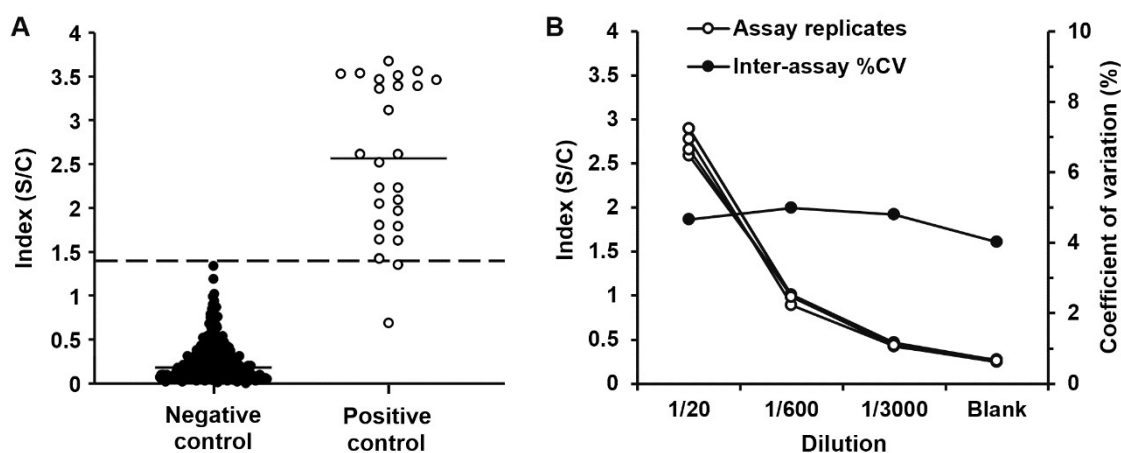 A
Index (S/C)
4
3.5
3
2.5
2
1.5
1
0.5
0
Negative
control
Positive
control
B
Assay replicates
Inter-assay %CV
Index (S/C)
4
3.5
3
2.5
2
1.5
1
0.5
0
10
8
6
4
2
0
Coefficient of variation (%)
1/20 1/600 1/3000 Blank
Dilution